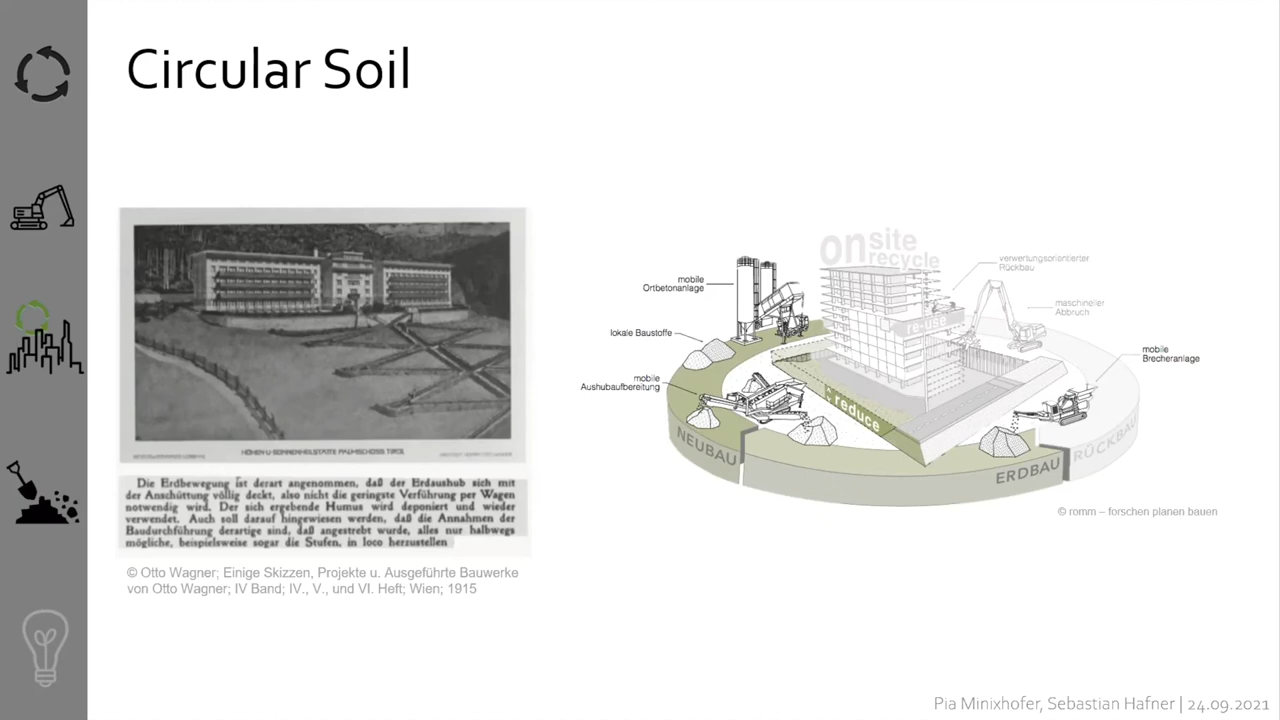 Circular Soil
HÖHEN-U-SONNENHEILSTÄTTE PALMSCHOSS TIROL
Die Erdbewegung ist derart angenommen, daß der Erdaushub sich mit
der Anschüttung völlig deckt, also nicht die geringste Verführung per Wagen
notwendig wird. Der sich ergebende Humus wird deponiert und wieder
verwendet. Auch soll darauf hingewiesen werden, daß die Annahmen der
Baudurchführung derartige sind, daß angestrebt wurde, alles nur halbwegs
mögliche, beispielsweise sogar die Stufen, in loco herzustellen
© Otto Wagner; Einige Skizzen, Projekte u. Ausgeführte Bauwerke
von Otto Wagner; IV Band; IV., V., und VI. Heft; Wien; 1915
onsite
recycle
verwertungsorientierter
Rückbau
mobile
Ortbetonanlage
maschineller
Abbruch
re-use
lokale Baustoffe
mobile
Brecheranlage
mobile
Aushubaufbereitung
reduce
NEUBAU
ERDBAU
RÜCKBAU
© romm – forschen planen bauen
Pia Minixhofer, Sebastian Hafner | 24.09.2021